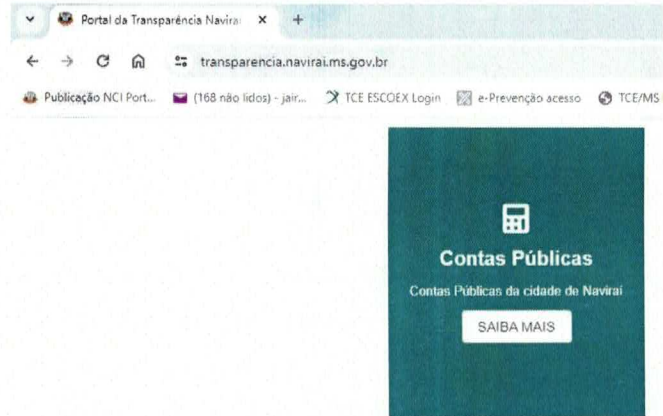 Portal da Transparência Navirai
transparencia.navirai.ms.gov.br
Publicação NCI Port...
(168 não lidos) - jair...
TCE ESCOEX Login
e-Prevenção acesso
TCE/MS
Contas Públicas
Contas Públicas da cidade de Naviraí
SAIBA MAIS